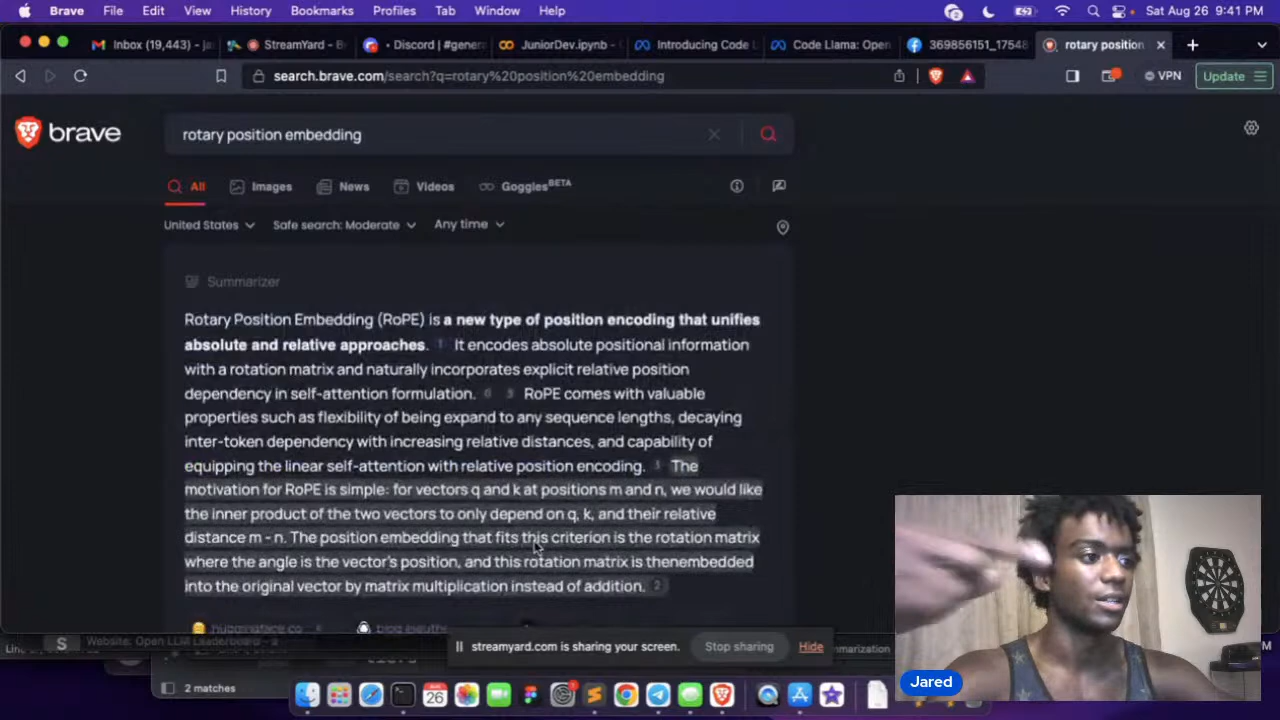 Brave File Edit View History Bookmarks Profiles Tab Window Help Sat Aug 26 9:41 PM
Inbox (19,443) - StreamYard - B Discord | #gener JuniorDev.ipynb - Introducing Code L Code Llama: Open 369856151_17548 rotary position
search.brave.com/search?q=rotary%20position%20embedding VPN Update
brave rotary position embedding
All Images News Videos Goggles BETA
United States Safe search: Moderate Any time
Summarizer
Rotary Position Embedding (RoPE) is a new type of position encoding that unifies
absolute and relative approaches. 1 It encodes absolute positional information
with a rotation matrix and naturally incorporates explicit relative position
dependency in self-attention formulation. RoPE comes with valuable
properties such as flexibility of being expand to any sequence lengths, decaying
inter-token dependency with increasing relative distances, and capability of
equipping the linear self-attention with relative position encoding. The
motivation for RoPE is simple: for vectors q and k at positions m and n, we would like
the inner product of the two vectors to only depend on q, k, and their relative
distance m - n. The position embedding that fits this criterion is the rotation matrix
where the angle is the vector's position, and this rotation matrix is thenembedded
into the original vector by matrix multiplication instead of addition. 2
Website: Open LLM Leaderboard
streamyard.com is sharing your screen. Stop sharing Hide
2 matches
AUG
26
Jared